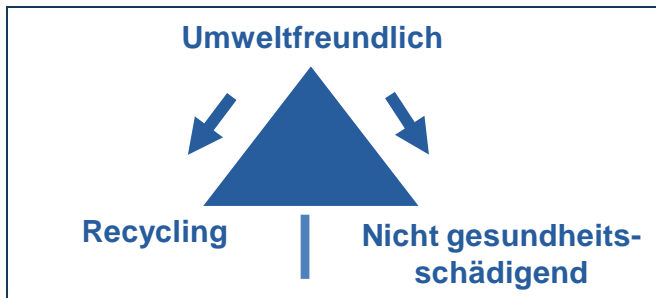 Umweltfreundlich
Recycling
Nicht gesundheits-
schädigend